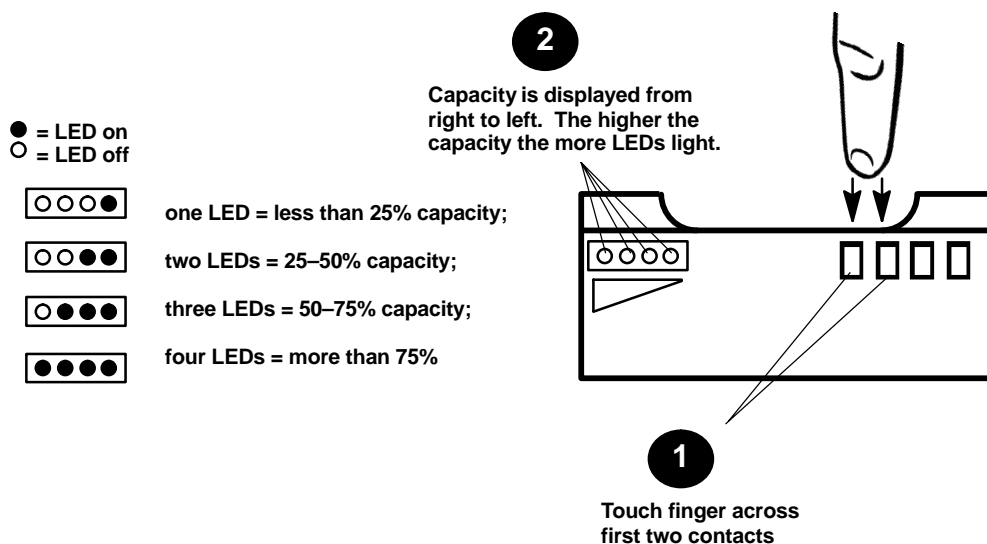 2
Capacity is displayed from
right to left. The higher the
capacity the more LEDs light.
= LED on
= LED off
one LED = less than 25% capacity;
two LEDs = 25–50% capacity;
three LEDs = 50–75% capacity;
four LEDs = more than 75%
1
Touch finger across
first two contacts